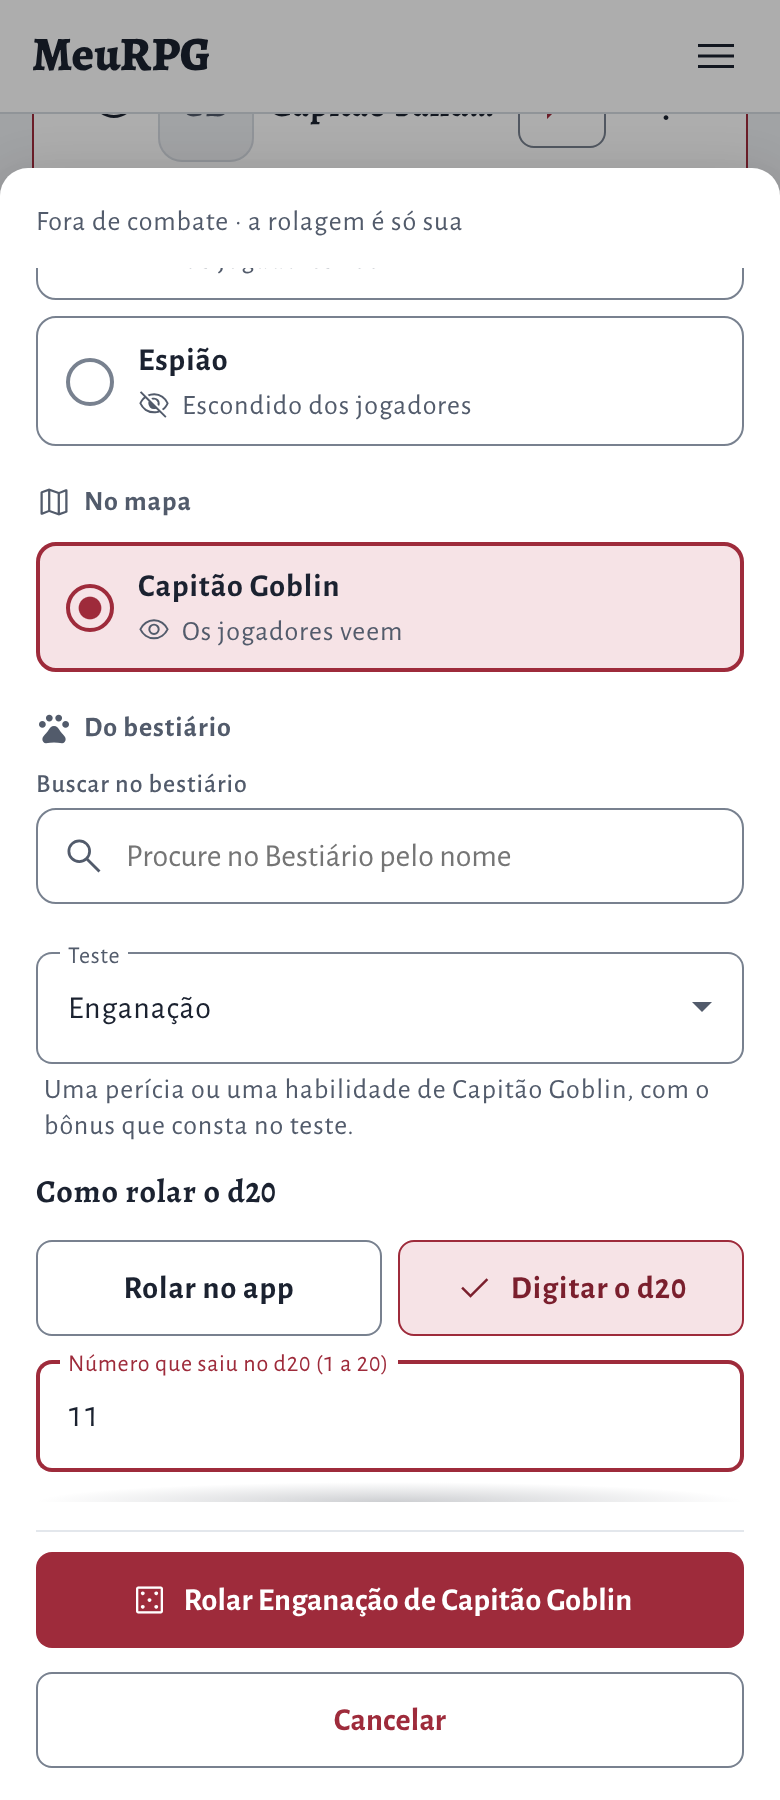 MeuRPG
Fora de combate · a rolagem é só sua
Espião
Escondido dos jogadores
No mapa
Capitão Goblin
Os jogadores veem
Do bestiário
Buscar no bestiário
Procure no Bestiário pelo nome
Teste
Enganação
Uma perícia ou uma habilidade de Capitão Goblin, com o
bônus que consta no teste.
Como rolar o d20
Rolar no app
Digitar o d20
Número que saiu no d20 (1 a 20)
11
Rolar Enganação de Capitão Goblin
Cancelar